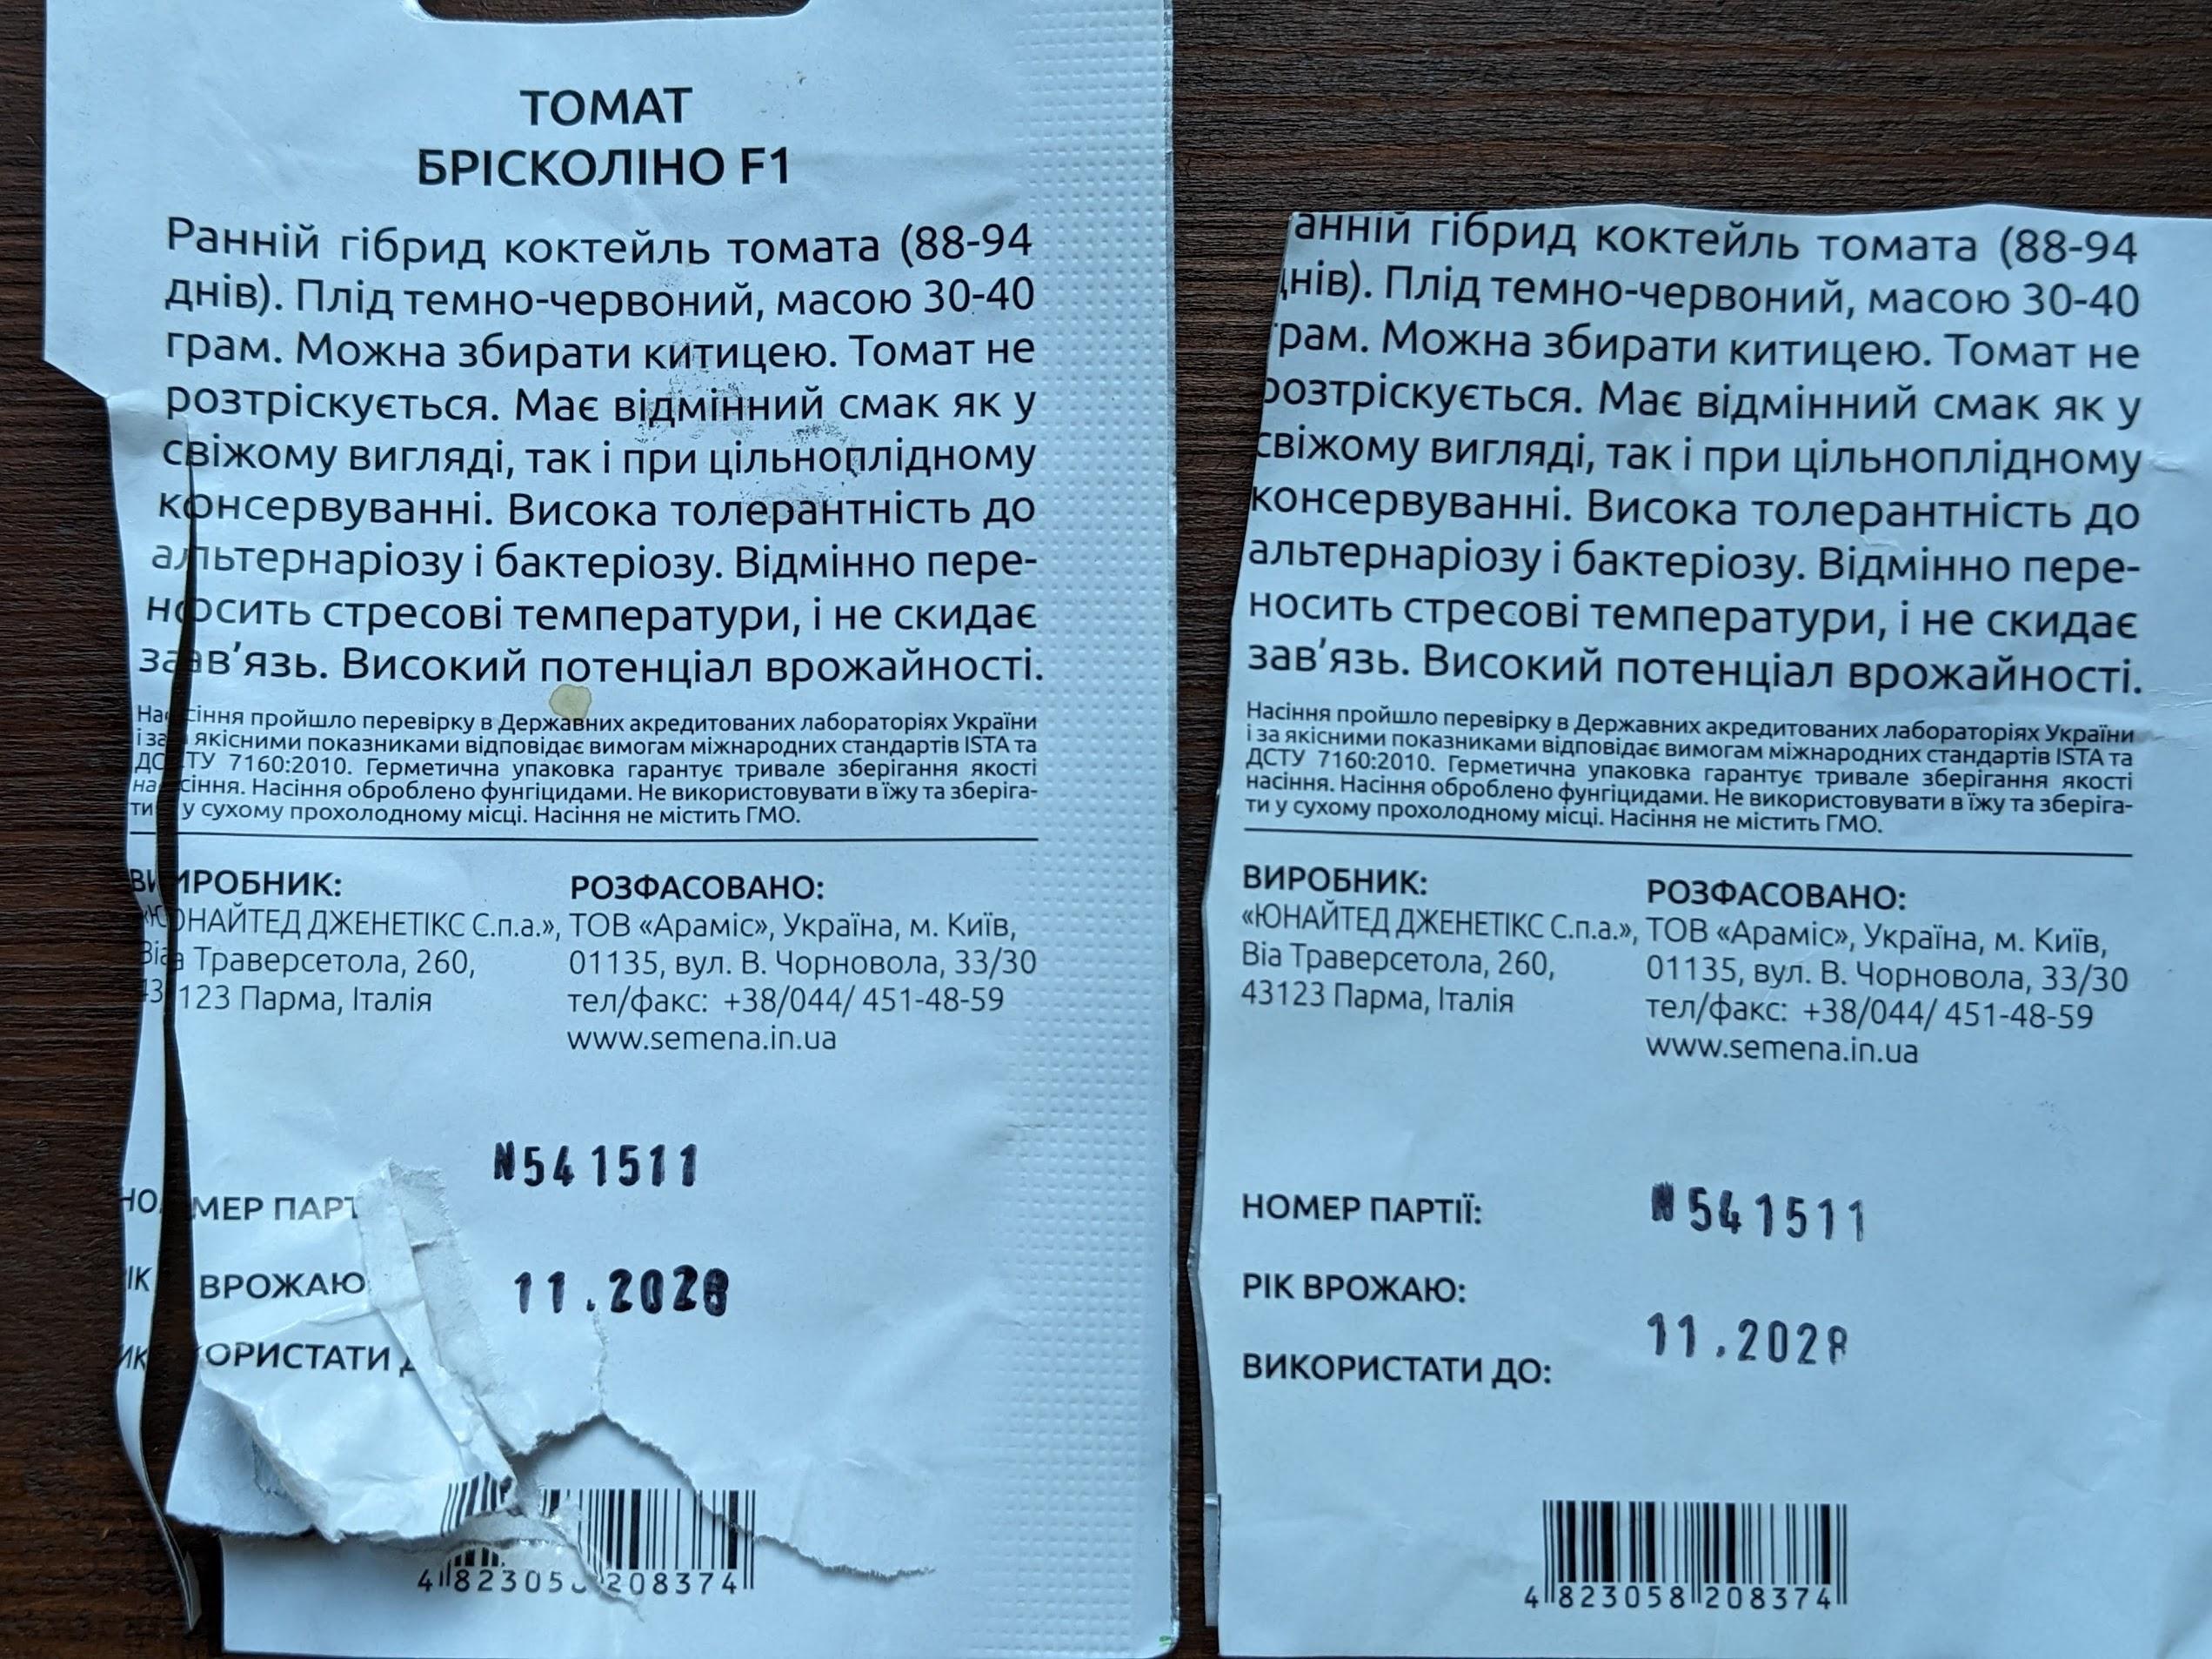 ТОМАТ
БРІСКОЛІНО F1
Ранній гібрид коктейль томата (88-94
днів). Плід темно-червоний, масою 30-40
грам. Можна збирати китицею. Томат не
розтріскується. Має відмінний смак як у
свіжому вигляді, так і при цільноплідному
консервуванні. Висока толерантність до
альтернаріозу і бактеріозу. Відмінно пере-
носить стресові температури, і не скидає
зав’язь. Високий потенціал врожайності.
Насіння пройшло перевірку в Державних акредитованих лабораторіях України
і за якісними показниками відповідає вимогам міжнародних стандартів ISTA та
ДСТУ 7160:2010. Герметична упаковка гарантує тривале зберігання якості
насіння. Насіння оброблено фунгіцидами. Не використовувати в їжу та зберіга-
ти у сухому прохолодному місці. Насіння не містить ГМО.
ВИРОБНИК:
«ЮНАЙТЕД ДЖЕНЕТІКС С.п.а.»,
Віа Траверсетола, 260,
43123 Парма, Італія
РОЗФАСОВАНО:
ТОВ «Араміс», Україна, м. Київ,
01135, вул. В. Чорновола, 33/30
тел/факс: +38/044/ 451-48-59
www.semena.in.ua
N541511
НОМЕР ПАРТ
РІК ВРОЖАЮ
11.2028
ВИКОРИСТАТИ Д
4 823058 208374
анній гібрид коктейль томата (88-94
днів). Плід темно-червоний, масою 30-40
грам. Можна збирати китицею. Томат не
розтріскується. Має відмінний смак як у
свіжому вигляді, так і при цільноплідному
консервуванні. Висока толерантність до
альтернаріозу і бактеріозу. Відмінно пере-
носить стресові температури, і не скидає
зав’язь. Високий потенціал врожайності.
Насіння пройшло перевірку в Державних акредитованих лабораторіях України
і за якісними показниками відповідає вимогам міжнародних стандартів ISTA та
ДСТУ 7160:2010. Герметична упаковка гарантує тривале зберігання якості
насіння. Насіння оброблено фунгіцидами. Не використовувати в їжу та зберіга-
ти у сухому прохолодному місці. Насіння не містить ГМО.
ВИРОБНИК:
«ЮНАЙТЕД ДЖЕНЕТІКС С.п.а.»,
Віа Траверсетола, 260,
43123 Парма, Італія
РОЗФАСОВАНО:
ТОВ «Араміс», Україна, м. Київ,
01135, вул. В. Чорновола, 33/30
тел/факс: +38/044/ 451-48-59
www.semena.in.ua
НОМЕР ПАРТІЇ: N541511
РІК ВРОЖАЮ:
11.2028
ВИКОРИСТАТИ ДО:
4 823058 208374